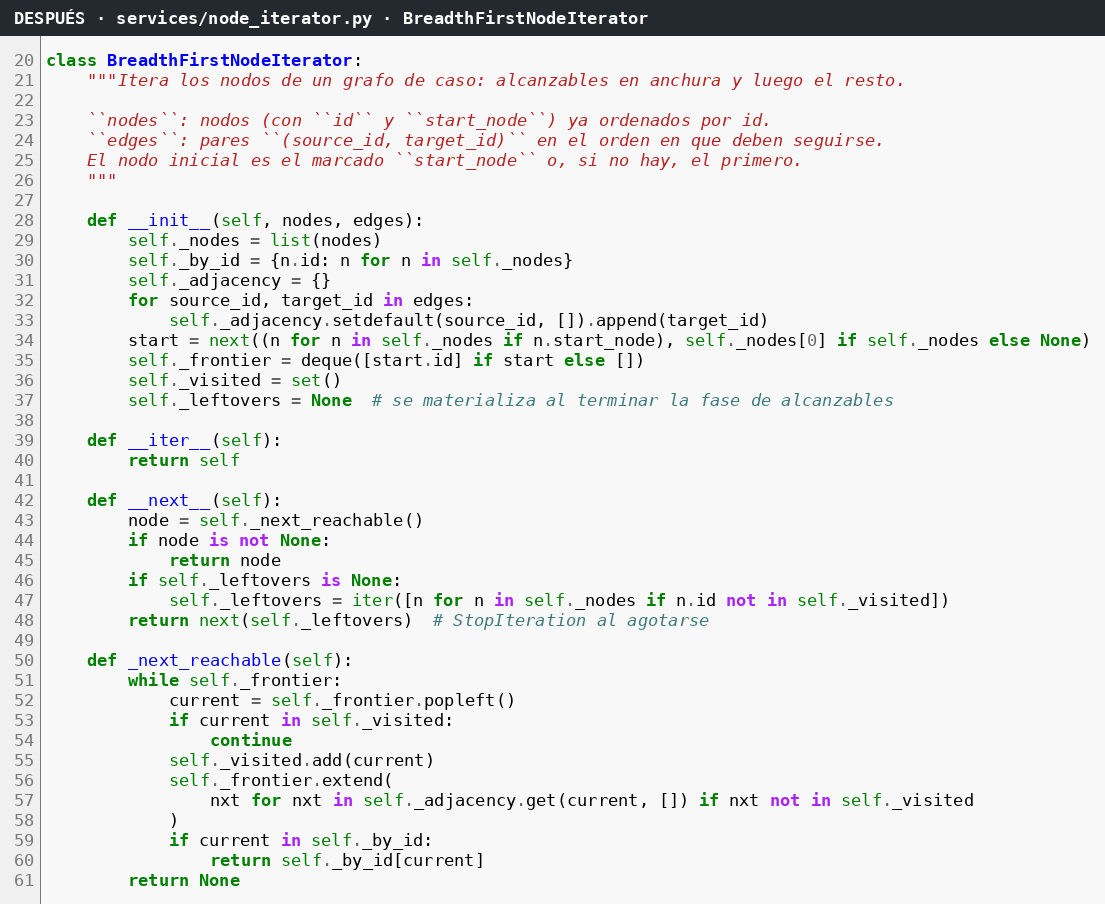 DESPUÉS · services/node_iterator.py · BreadthFirstNodeIterator
20 class BreadthFirstNodeIterator:
21     """Itera los nodos de un grafo de caso: alcanzables en anchura y luego el resto.
22
23     ``nodes``: nodos (con ``id`` y ``start_node``) ya ordenados por id.
24     ``edges``: pares ``(source_id, target_id)`` en el orden en que deben seguirse.
25     El nodo inicial es el marcado ``start_node`` o, si no hay, el primero.
26     """
27
28     def __init__(self, nodes, edges):
29         self._nodes = list(nodes)
30         self._by_id = {n.id: n for n in self._nodes}
31         self._adjacency = {}
32         for source_id, target_id in edges:
33             self._adjacency.setdefault(source_id, []).append(target_id)
34         start = next((n for n in self._nodes if n.start_node), self._nodes[0] if self._nodes else None)
35         self._frontier = deque([start.id] if start else [])
36         self._visited = set()
37         self._leftovers = None  # se materializa al terminar la fase de alcanzables
38
39     def __iter__(self):
40         return self
41
42     def __next__(self):
43         node = self._next_reachable()
44         if node is not None:
45             return node
46         if self._leftovers is None:
47             self._leftovers = iter([n for n in self._nodes if n.id not in self._visited])
48         return next(self._leftovers)  # StopIteration al agotarse
49
50     def _next_reachable(self):
51         while self._frontier:
52             current = self._frontier.popleft()
53             if current in self._visited:
54                 continue
55             self._visited.add(current)
56             self._frontier.extend(
57                 nxt for nxt in self._adjacency.get(current, []) if nxt not in self._visited
58             )
59             if current in self._by_id:
60                 return self._by_id[current]
61         return None